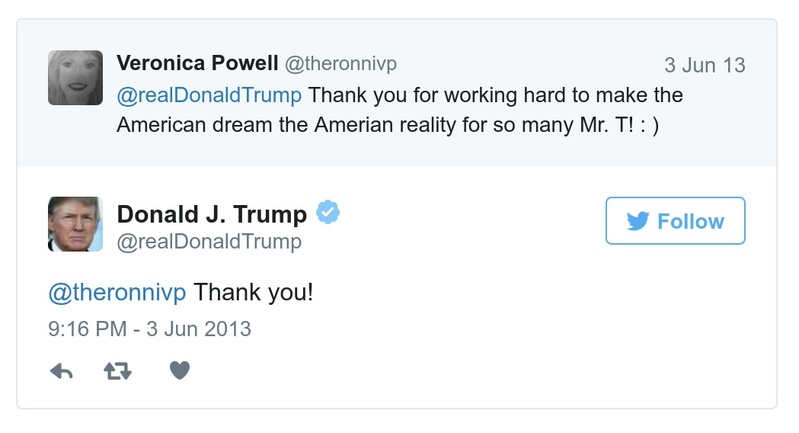 Veronica Powell @theronnivp 3 Jun 13
@realDonaldTrump Thank you for working hard to make the
American dream the Amerian reality for so many Mr. T! : )
Donald J. Trump
@realDonaldTrump
Follow
@theronnivp Thank you!
9:16 PM - 3 Jun 2013